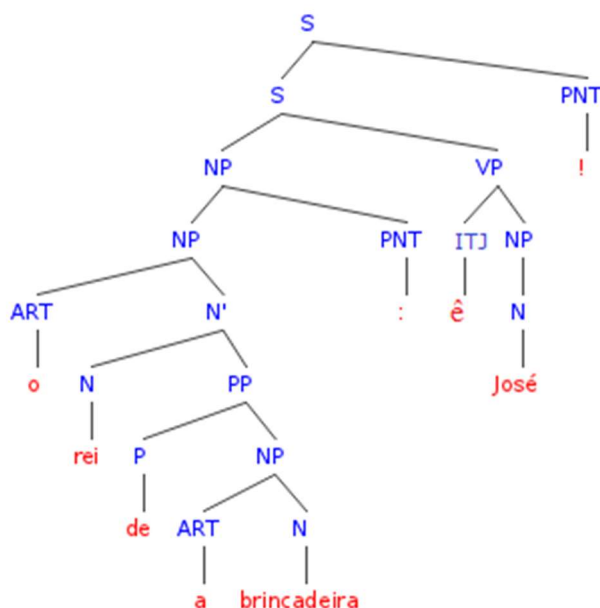 S
S PNT
NP VP !
NP PNT ITJ NP
ART N' : ê N
o N PP José
rei P NP
de ART N
a brincadeira